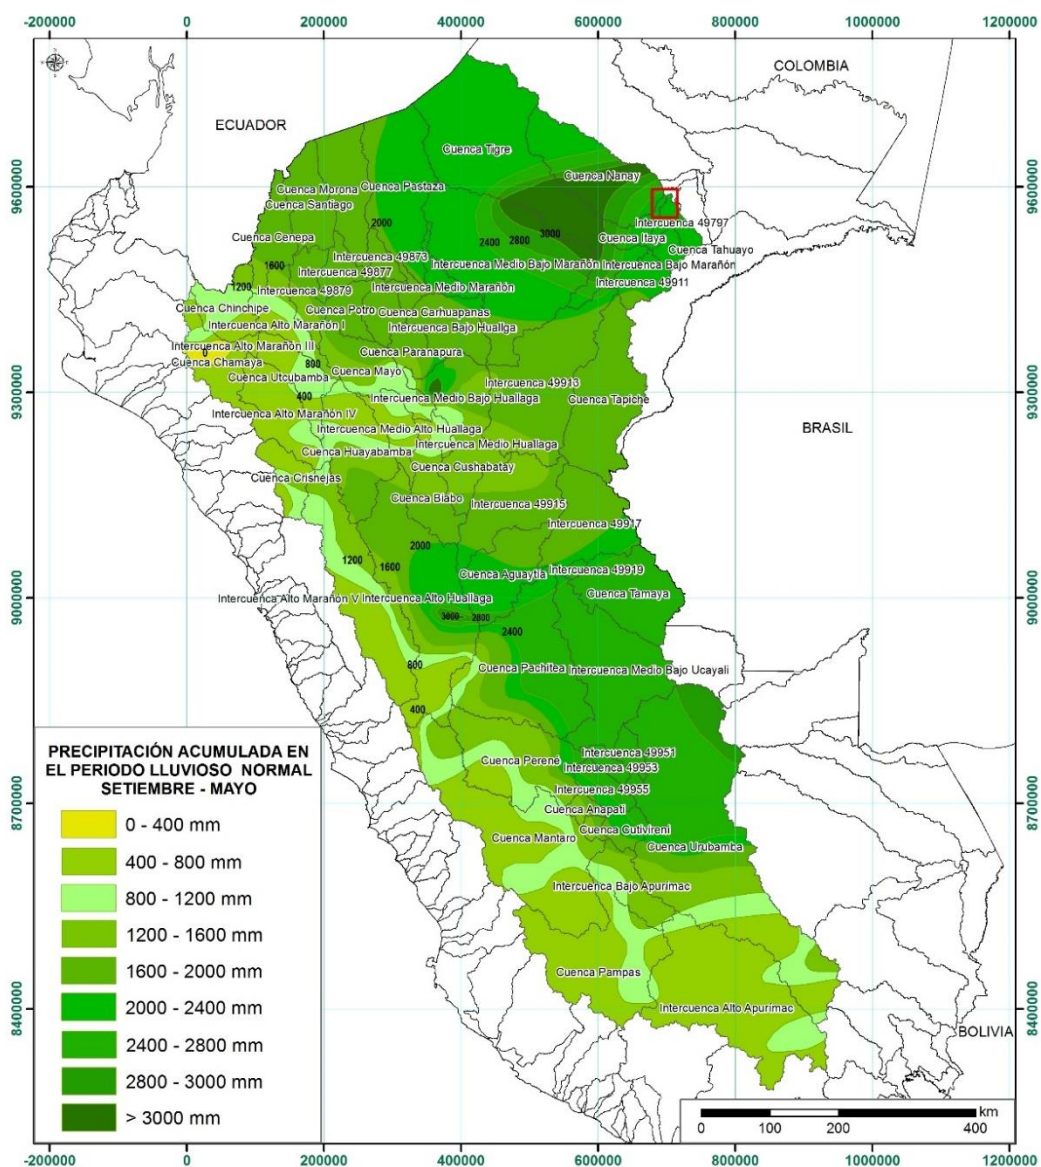 -200000 0 200000 400000 600000 800000 1000000 1200000
COLOMBIA
ECUADOR
Cuenca Tigre
Cuenca Nanay
9600000 9600000
Cuenca Morona Cuenca Pastaza
Cuenca Santiago
2000
Intercuenca 49797
Cuenca Cenepa
2400 2800 3000
Cuenca Itaya
Cuenca Tahuayo
Intercuenca 49873
1600
Intercuenca 49877
Intercuenca Medio Bajo Marañón
Intercuenca Bajo Marañón
1200
Intercuenca 49879
Intercuenca Medio Marañón
Intercuenca 49911
Cuenca Chinchipe
Cuenca Potro
Cuenca Carhuapanas
Intercuenca Alto Marañón I
Intercuenca Bajo Huallga
Intercuenca Alto Marañón III
0
Cuenca Paranapura
Cuenca Chamaya
800
Cuenca Mayo
Cuenca Utcubamba
Intercuenca 49913
BRASIL
9300000 9300000
400
Intercuenca Medio Bajo Huallaga
Cuenca Tapiche
Intercuenca Alto Marañón IV
Intercuenca Medio Alto Huallaga
Intercuenca Medio Huallaga
Cuenca Huayabamba
Cuenca Cushabatay
Cuenca Crisnejas
Cuenca Biabo
Intercuenca 49915
Intercuenca 49917
2000
1200
1600
Cuenca Aguaytia
Intercuenca 49919
Cuenca Tamaya
9000000 9000000
Intercuenca Alto Marañón V
Intercuenca Alto Huallaga
3000 2800
2400
800
Cuenca Pachitea
Intercuenca Medio Bajo Ucayali
400
Intercuenca 49951
Cuenca Perené
Intercuenca 49953
Intercuenca 49955
8700000 8700000
Cuenca Anapati
Cuenca Cutivireni
Cuenca Mantaro
Cuenca Urubamba
Intercuenca Bajo Apurimac
Cuenca Pampas
Intercuenca Alto Apurimac
8400000 8400000
BOLIVIA
PRECIPITACIÓN ACUMULADA EN
EL PERIODO LLUVIOSO NORMAL
SETIEMBRE - MAYO
0 - 400 mm
400 - 800 mm
800 - 1200 mm
1200 - 1600 mm
1600 - 2000 mm
2000 - 2400 mm
2400 - 2800 mm
2800 - 3000 mm
> 3000 mm
km
0 100 200 400
-200000 0 200000 400000 600000 800000 1000000 1200000